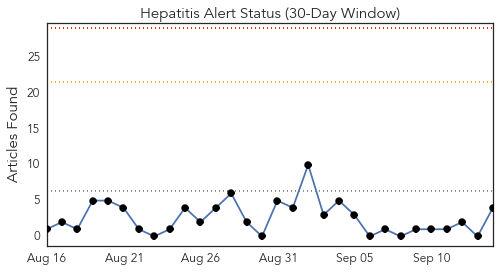 Hepatitis Alert Status (30-Day Window)
Articles Found
25
20
15
10
5
0
Aug 16 Aug 21 Aug 26 Aug 31 Sep 05 Sep 10